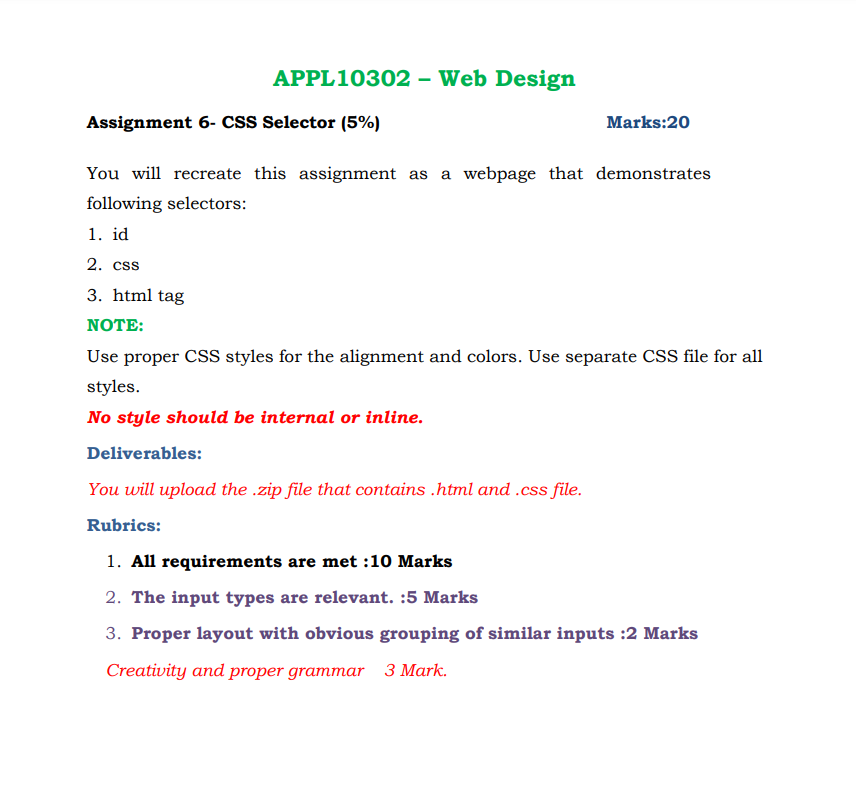 APPL10302 – Web Design
Assignment 6- CSS Selector (5%) Marks:20
You will recreate this assignment as a webpage that demonstrates
following selectors:
1. id
2. css
3. html tag
NOTE:
Use proper CSS styles for the alignment and colors. Use separate CSS file for all
styles.
No style should be internal or inline.
Deliverables:
You will upload the .zip file that contains .html and .css file.
Rubrics:
1. All requirements are met :10 Marks
2. The input types are relevant. :5 Marks
3. Proper layout with obvious grouping of similar inputs :2 Marks
Creativity and proper grammar 3 Mark.